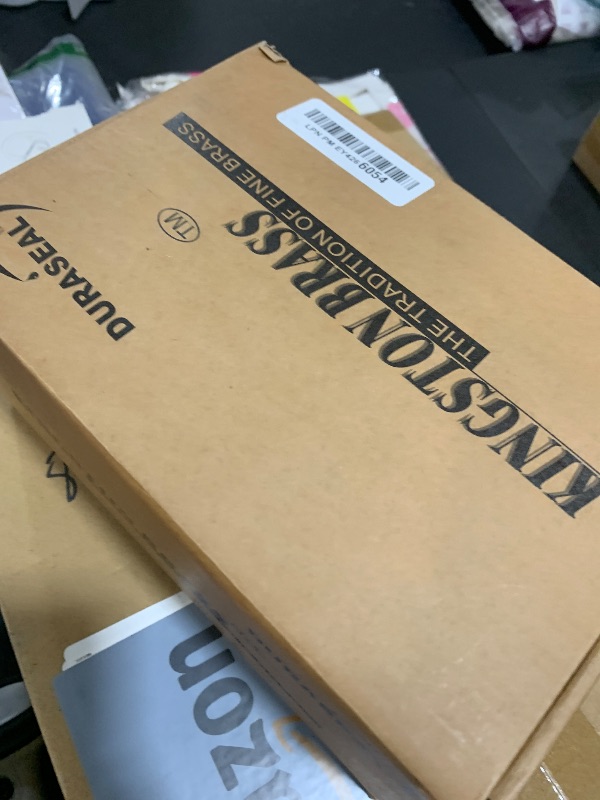 KINGSTON BRASS
THE TRADITION OF FINE BRASS
TM
DURASEAL
LPN PM EY426 6054